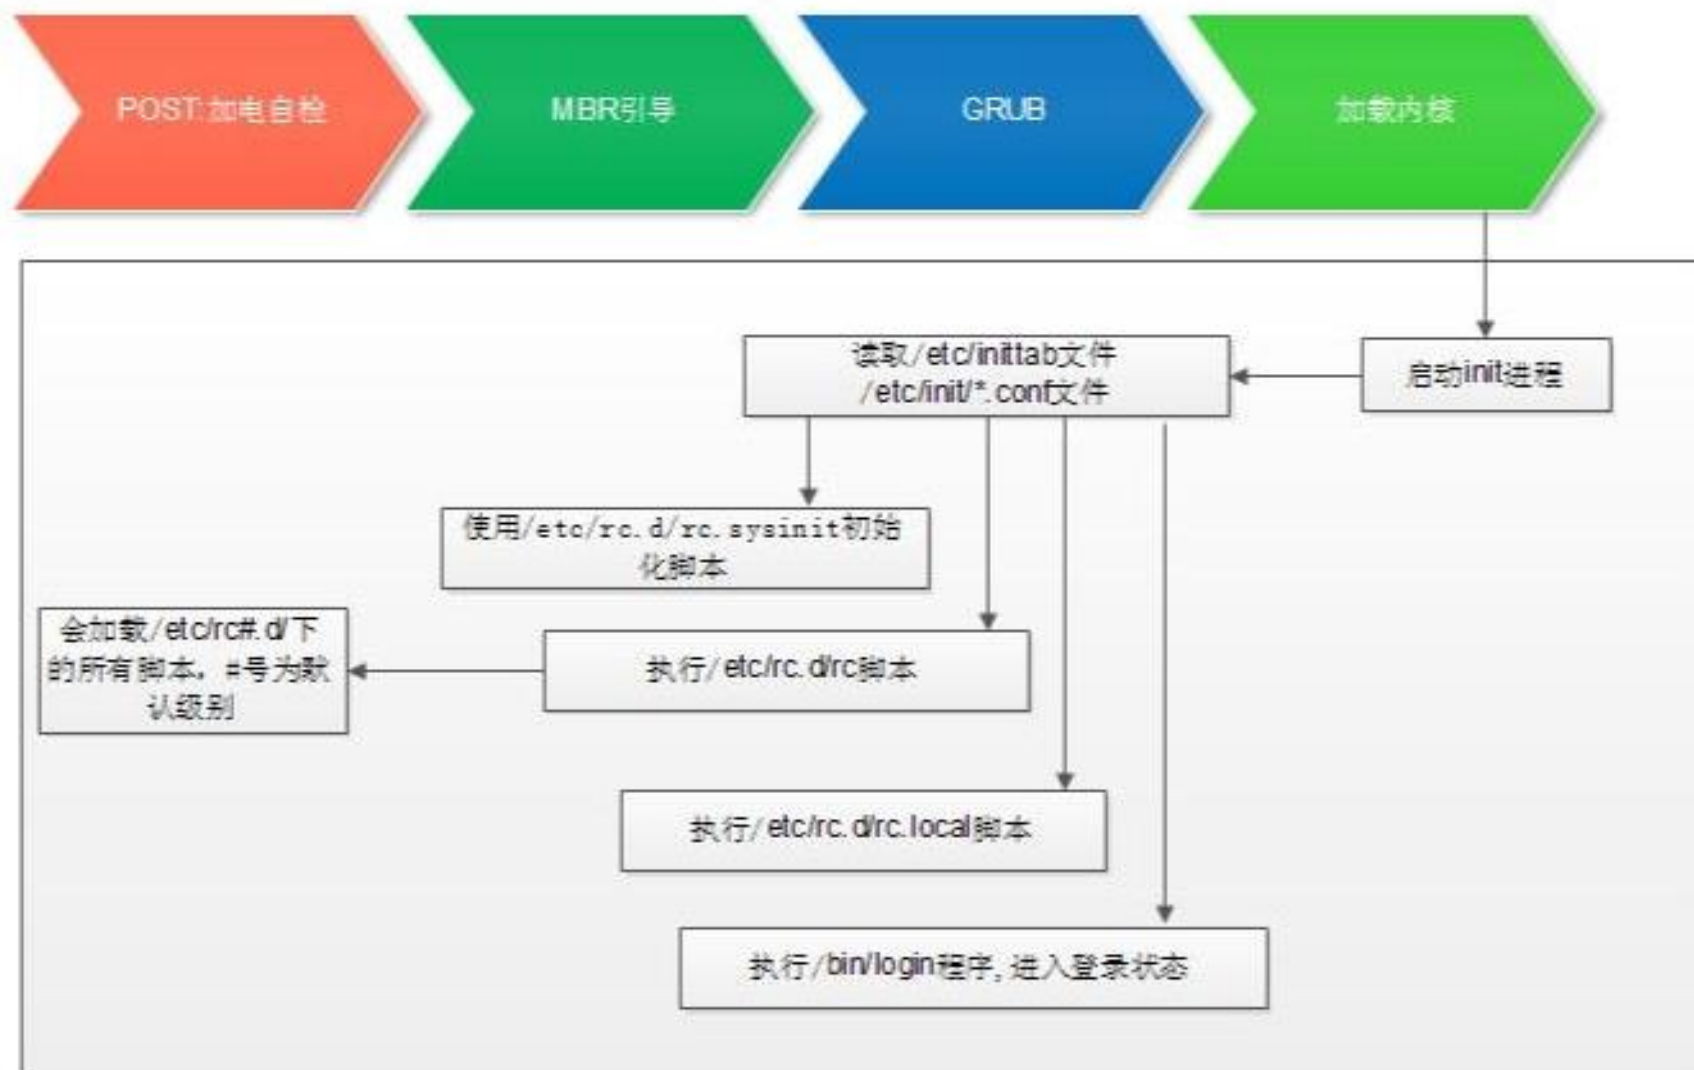 POST:加电自检
MBR引导
GRUB
加载内核
读取/etc/inittab文件
/etc/init/*.conf文件
启动init进程
使用/etc/rc.d/rc.sysinit初始
化脚本
会加载/etc/rc#.d/下
的所有脚本，#号为默
认级别
执行/etc/rc.d/rc脚本
执行/etc/rc.d/rc.local脚本
执行/bin/login程序,进入登录状态